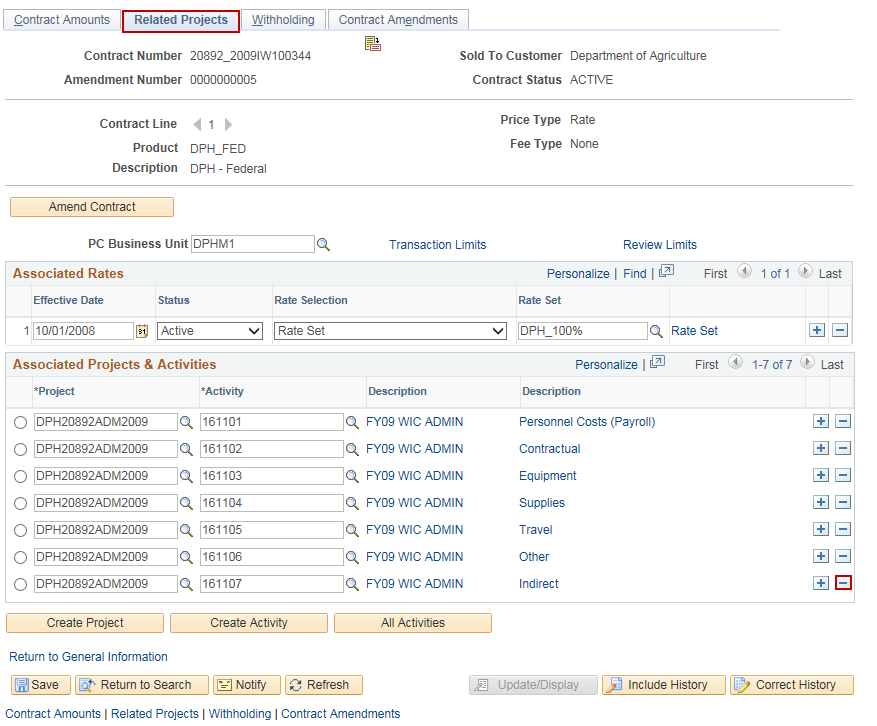 Contract Amounts Related Projects Withholding Contract Amendments
Contract Number 20892_2009IW100344 Sold To Customer Department of Agriculture
Amendment Number 0000000005 Contract Status ACTIVE
Contract Line 1 Price Type Rate
Product DPH_FED Fee Type None
Description DPH - Federal
Amend Contract
PC Business Unit DPHM1 Transaction Limits Review Limits
Associated Rates Personalize | Find | First 1 of 1 Last
Effective Date Status Rate Selection Rate Set
1 10/01/2008 31 Active Rate Set DPH_100% Rate Set + -
Associated Projects & Activities Personalize | First 1-7 of 7 Last
*Project *Activity Description Description
DPH20892ADM2009 161101 FY09 WIC ADMIN Personnel Costs (Payroll) + -
DPH20892ADM2009 161102 FY09 WIC ADMIN Contractual + -
DPH20892ADM2009 161103 FY09 WIC ADMIN Equipment + -
DPH20892ADM2009 161104 FY09 WIC ADMIN Supplies + -
DPH20892ADM2009 161105 FY09 WIC ADMIN Travel + -
DPH20892ADM2009 161106 FY09 WIC ADMIN Other + -
DPH20892ADM2009 161107 FY09 WIC ADMIN Indirect + -
Create Project Create Activity All Activities
Return to General Information
Save Return to Search Notify Refresh Update/Display Include History Correct History
Contract Amounts | Related Projects | Withholding | Contract Amendments